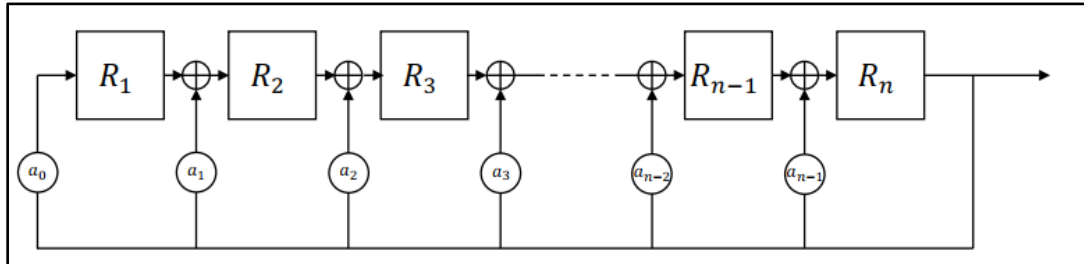 R₁ R₂ R₃ Rₙ₋₁ Rₙ
a₀ a₁ a₂ a₃ aₙ₋₂ aₙ₋₁